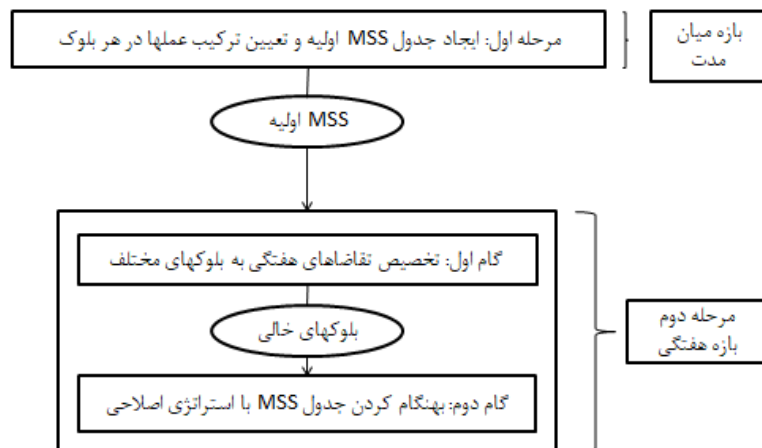 مرحله اول: ایجاد جدول MSS اولیه و تعیین ترکیب عملها در هر بلوک
بازه میان
مدت
MSS اولیه
گام اول: تخصیص تقاضاهای هفتگی به بلوکهای مختلف
بلوکهای خالی
مرحله دوم
بازه هفتگی
گام دوم: بهنگام کردن جدول MSS با استراتژی اصلاحی